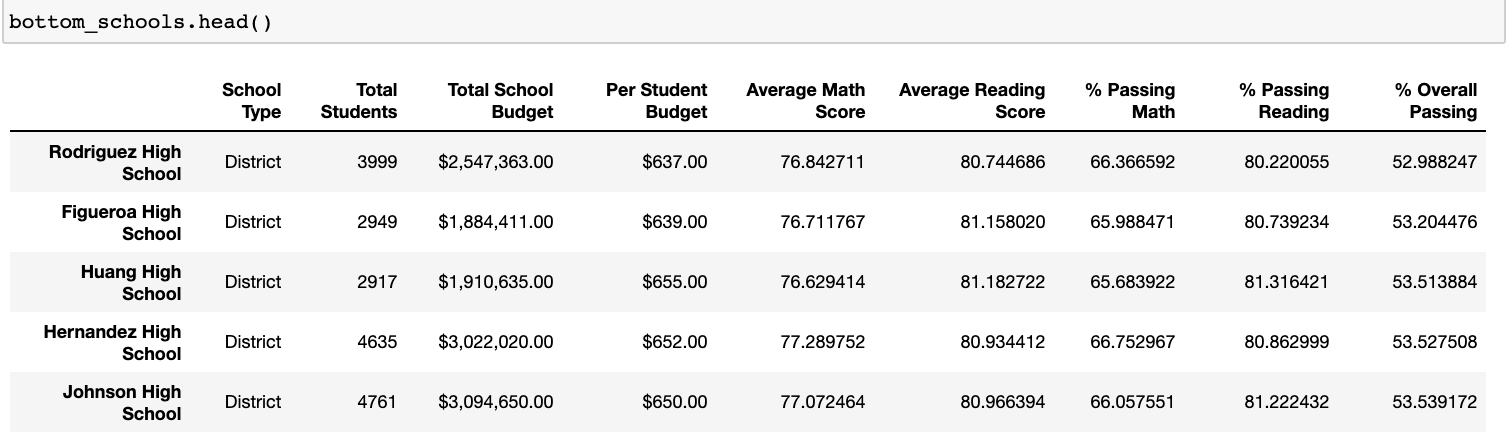 bottom_schools.head()
School Type Total Students Total School Budget Per Student Budget Average Math Score Average Reading Score % Passing Math % Passing Reading % Overall Passing
Rodriguez High School District 3999 $2,547,363.00 $637.00 76.842711 80.744686 66.366592 80.220055 52.988247
Figueroa High School District 2949 $1,884,411.00 $639.00 76.711767 81.158020 65.988471 80.739234 53.204476
Huang High School District 2917 $1,910,635.00 $655.00 76.629414 81.182722 65.683922 81.316421 53.513884
Hernandez High School District 4635 $3,022,020.00 $652.00 77.289752 80.934412 66.752967 80.862999 53.527508
Johnson High School District 4761 $3,094,650.00 $650.00 77.072464 80.966394 66.057551 81.222432 53.539172